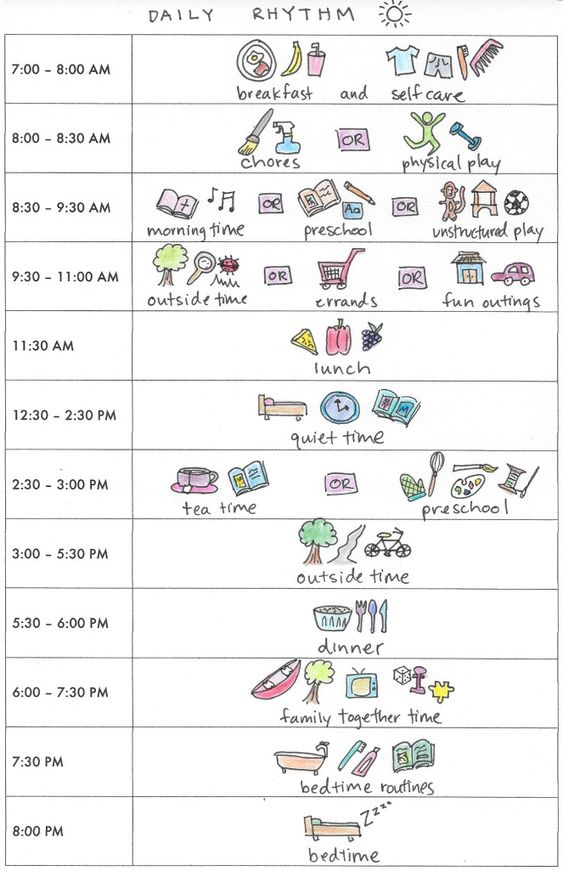 DAILY RHYTHM
7:00 – 8:00 AM
breakfast and self care
8:00 – 8:30 AM
OR
chores physical play
8:30 – 9:30 AM
OR OR
Aa
morning time preschool unstructured play
9:30 – 11:00 AM
OR OR
outside time errands fun outings
11:30 AM
lunch
12:30 – 2:30 PM
quiet time
2:30 – 3:00 PM
OR
tea time preschool
3:00 – 5:30 PM
outside time
5:30 – 6:00 PM
dinner
6:00 – 7:30 PM
family together time
7:30 PM
bedtime routines
8:00 PM
Zzzzz
bedtime